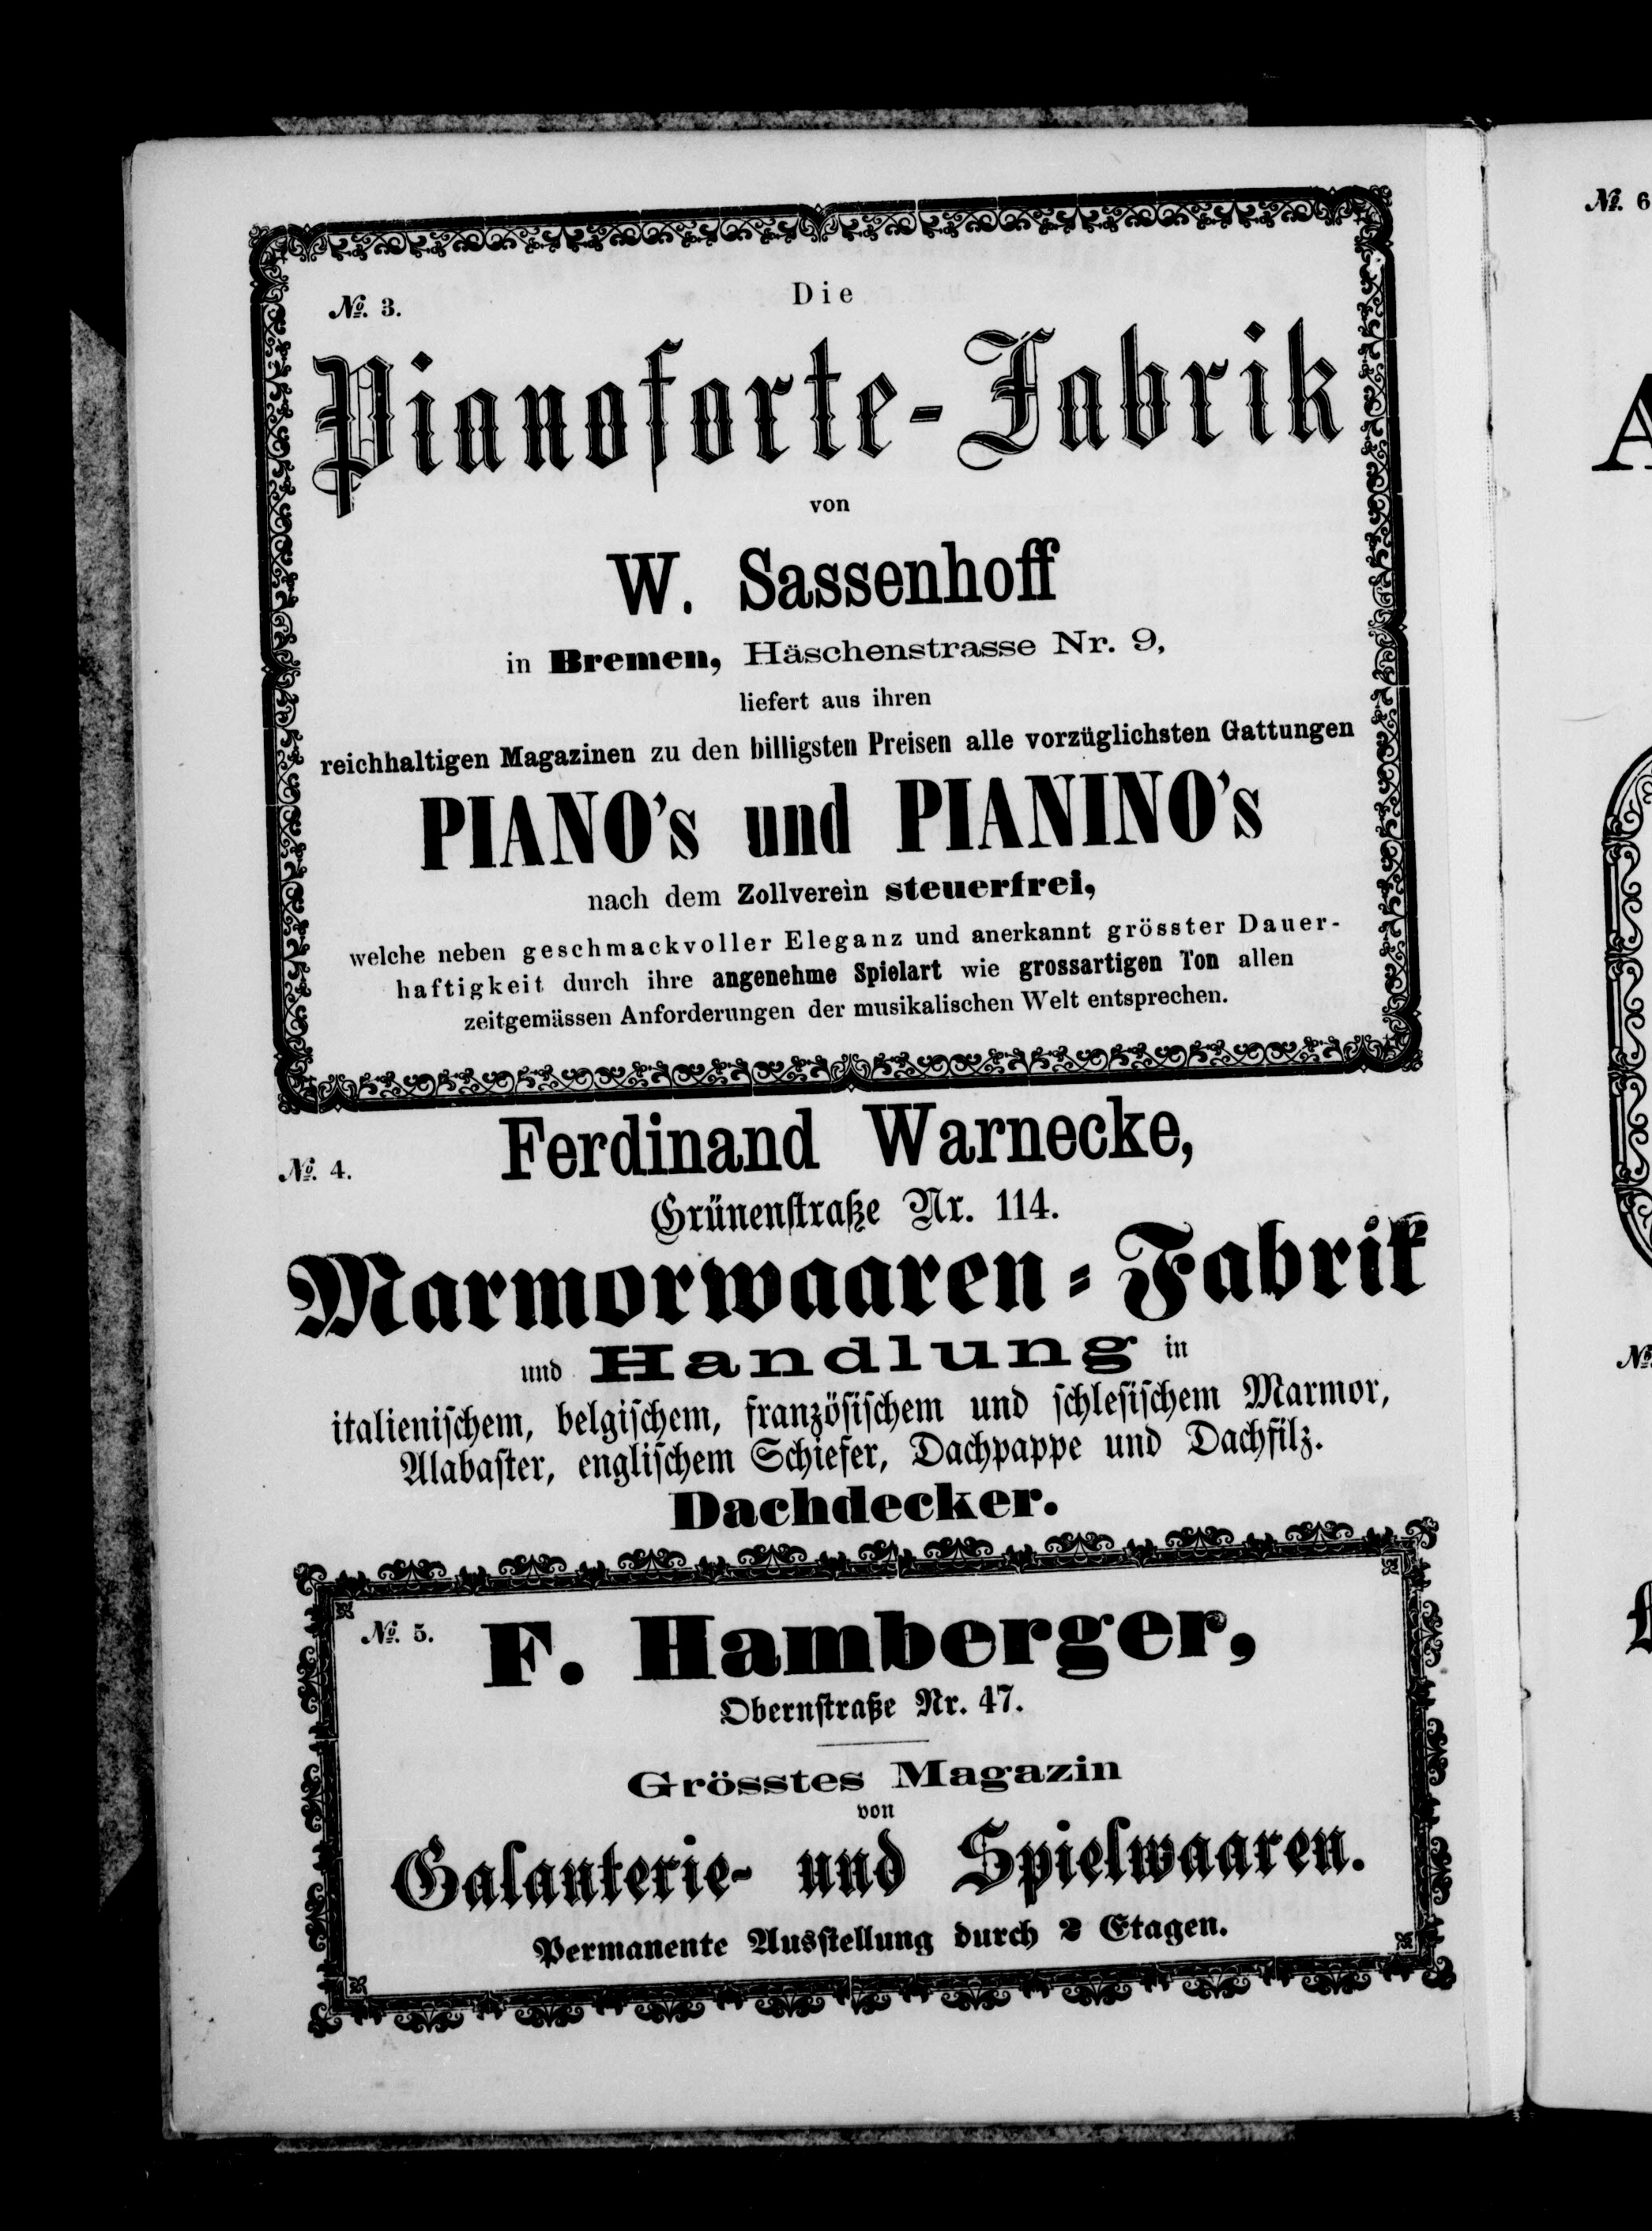 № 3.
Die
Pianoforte-Fabrik
von
W. Sassenhoff
in Bremen, Häschenstrasse Nr. 9,
liefert aus ihren
reichhaltigen Magazinen zu den billigsten Preisen alle vorzüglichsten Gattungen
PIANO's und PIANINO's
nach dem Zollverein steuerfrei,
welche neben geschmackvoller Eleganz und anerkannt grösster Dauer-
haftigkeit durch ihre angenehme Spielart wie grossartigen Ton allen
zeitgemässen Anforderungen der musikalischen Welt entsprechen.
№ 4.
Ferdinand Warnecke,
Grünenstraße Nr. 114.
Marmorwaaren-Fabrik
und Handlung in
italienischem, belgischem, französischem und schlesischem Marmor,
Alabaster, englischem Schiefer, Dachpappe und Dachfilz.
Dachdecker.
№ 5.
F. Hamberger,
Obernstraße Nr. 47.
Grösstes Magazin
von
Galanterie- und Spielwaaren.
Permanente Ausstellung durch 2 Etagen.
№ 6
A
№